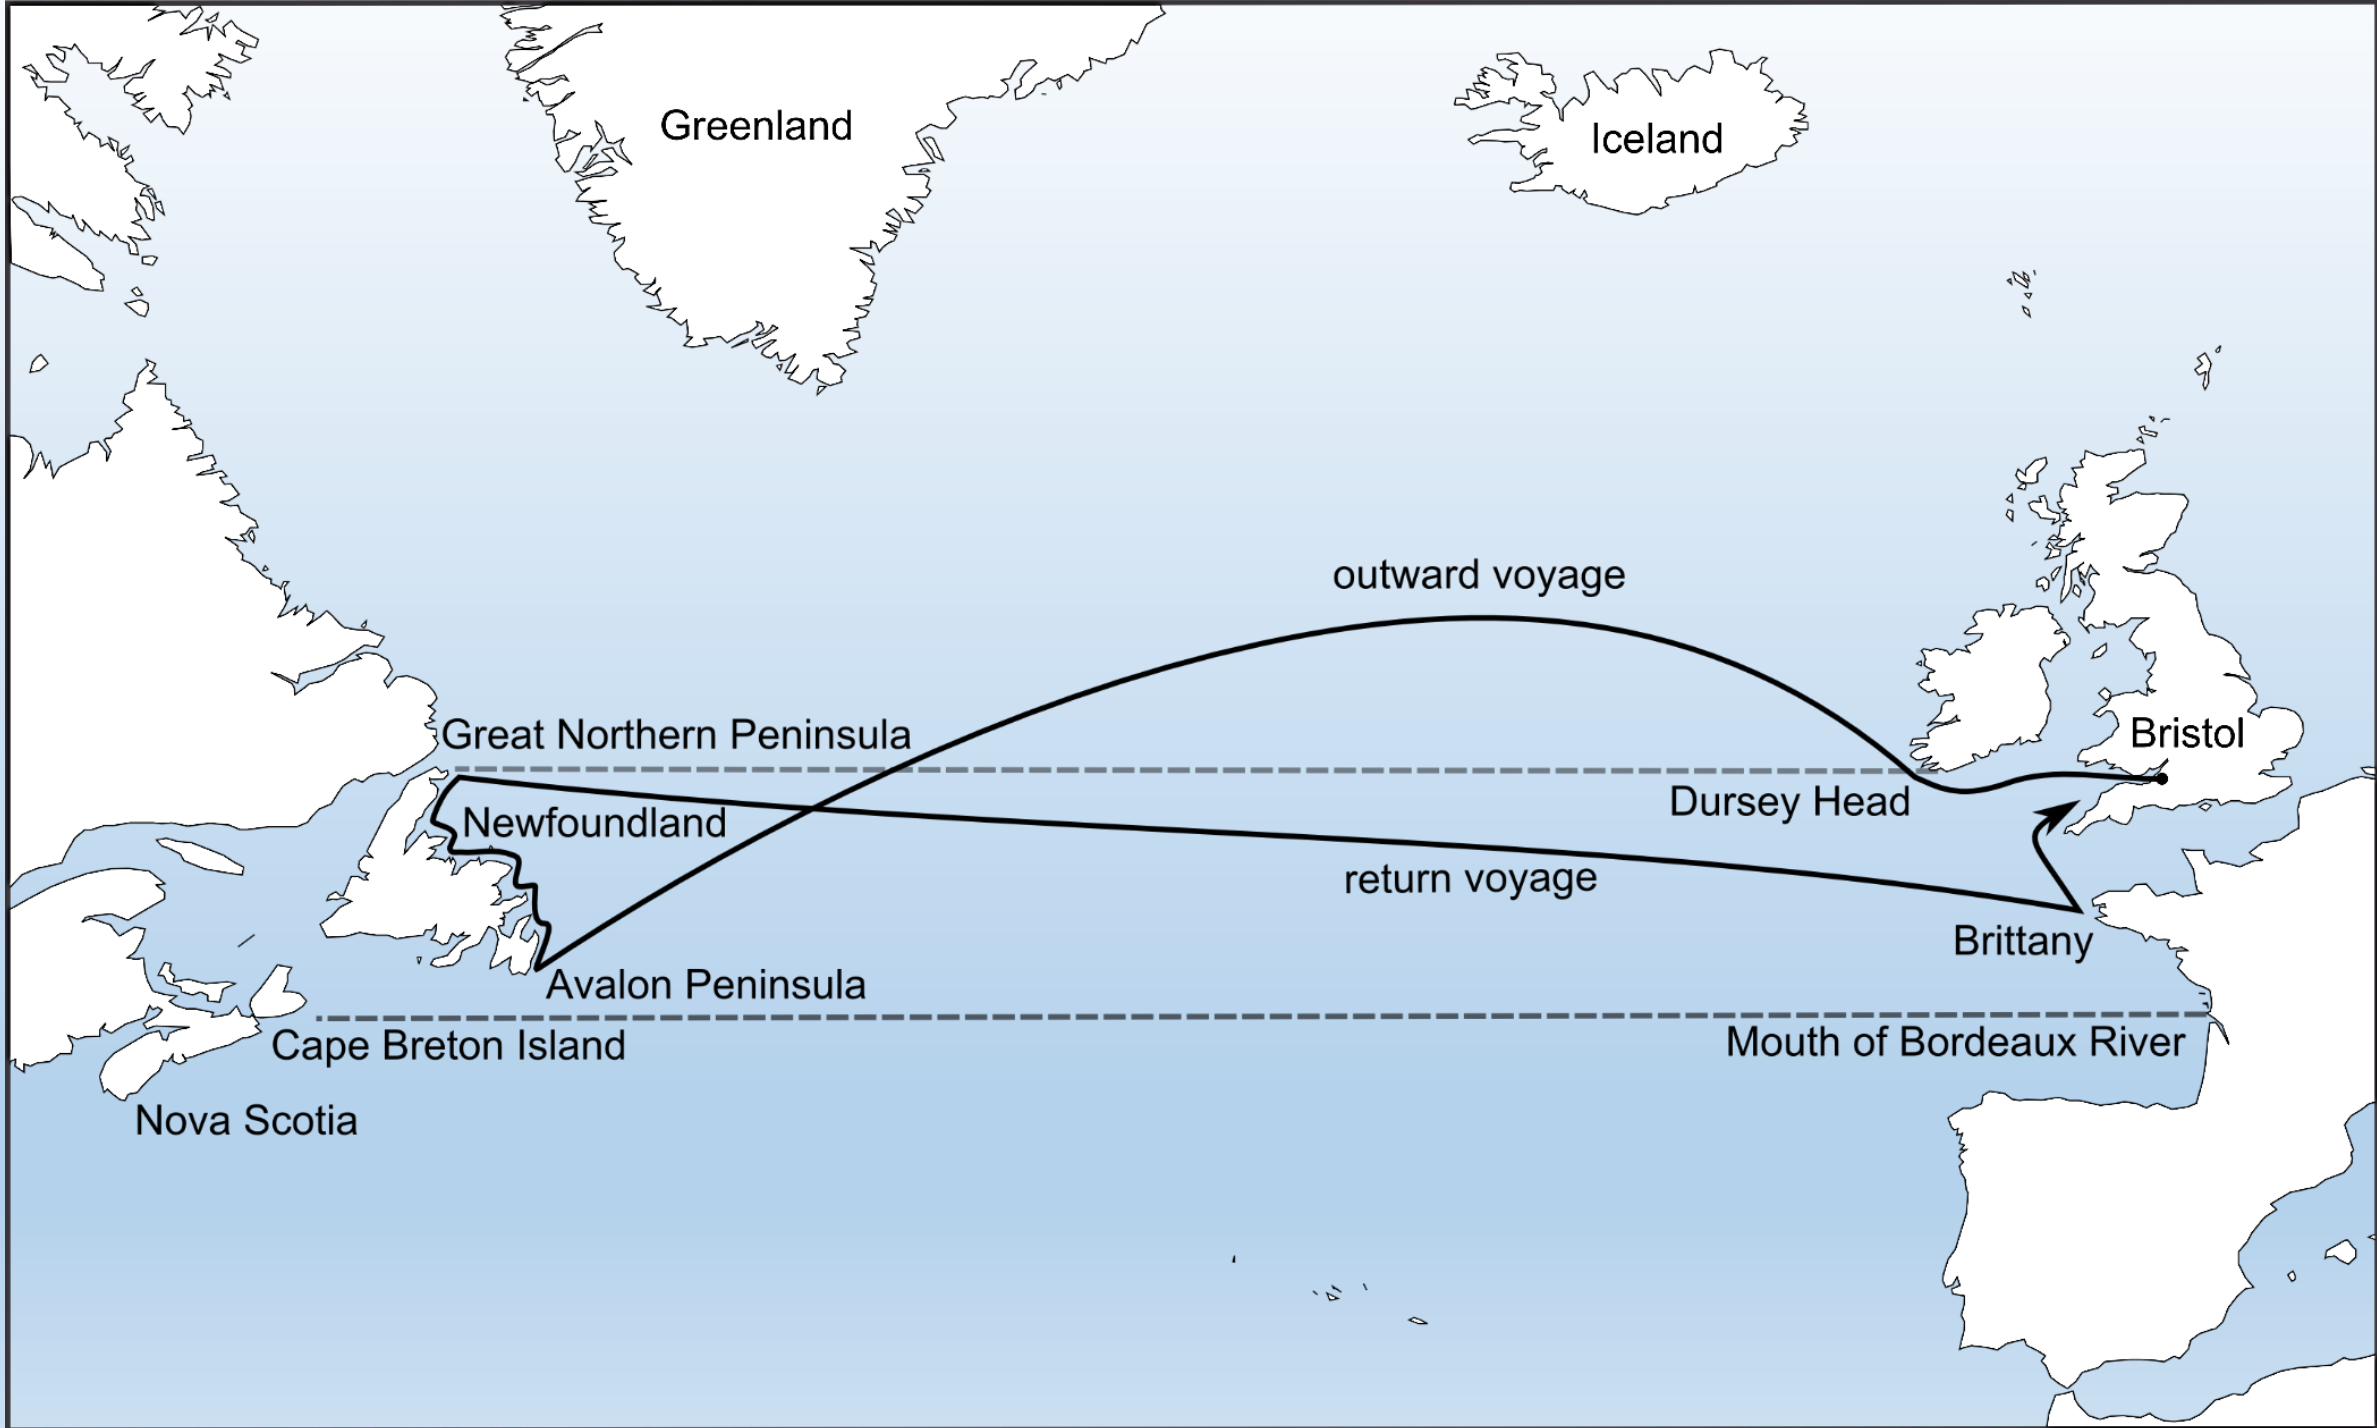 Greenland
Iceland
outward voyage
Great Northern Peninsula
Bristol
Dursey Head
Newfoundland
return voyage
Brittany
Avalon Peninsula
Cape Breton Island
Mouth of Bordeaux River
Nova Scotia